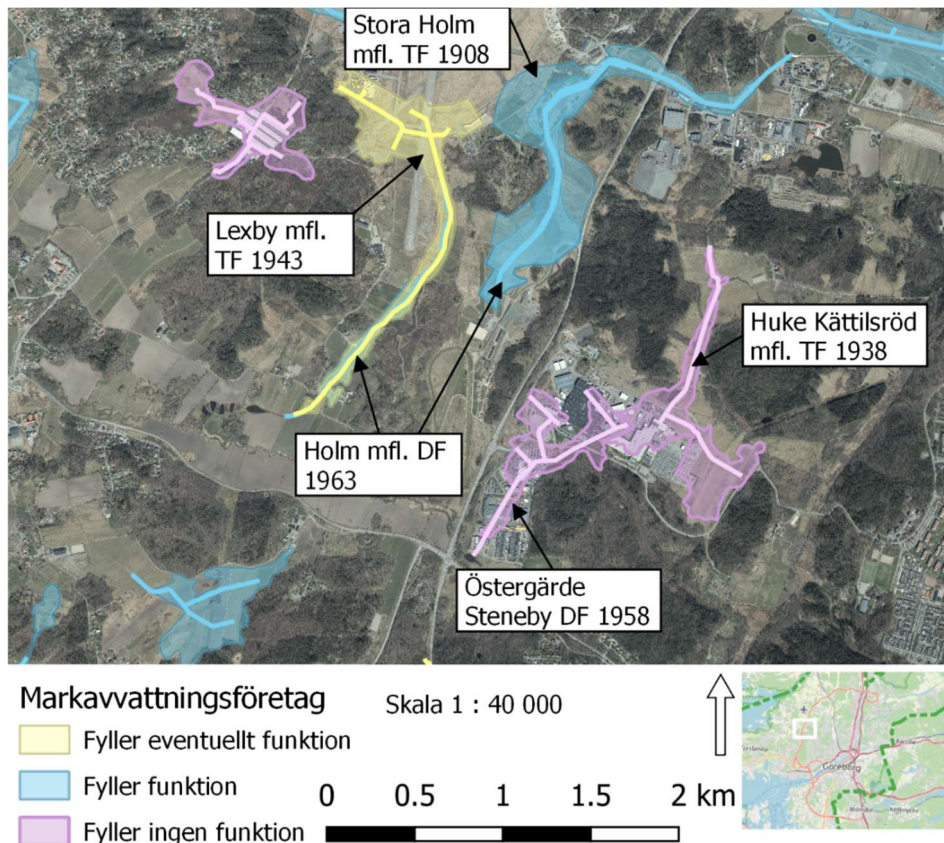 Stora Holm
mfl. TF 1908
Lexby mfl.
TF 1943
Huke Kättilsröd
mfl. TF 1938
Holm mfl. DF
1963
Östergärde
Steneby DF 1958
Markavvattningsföretag
Skala 1 : 40 000
Fyller eventuellt funktion
Fyller funktion
Fyller ingen funktion
0 0.5 1 1.5 2 km
Göteborg